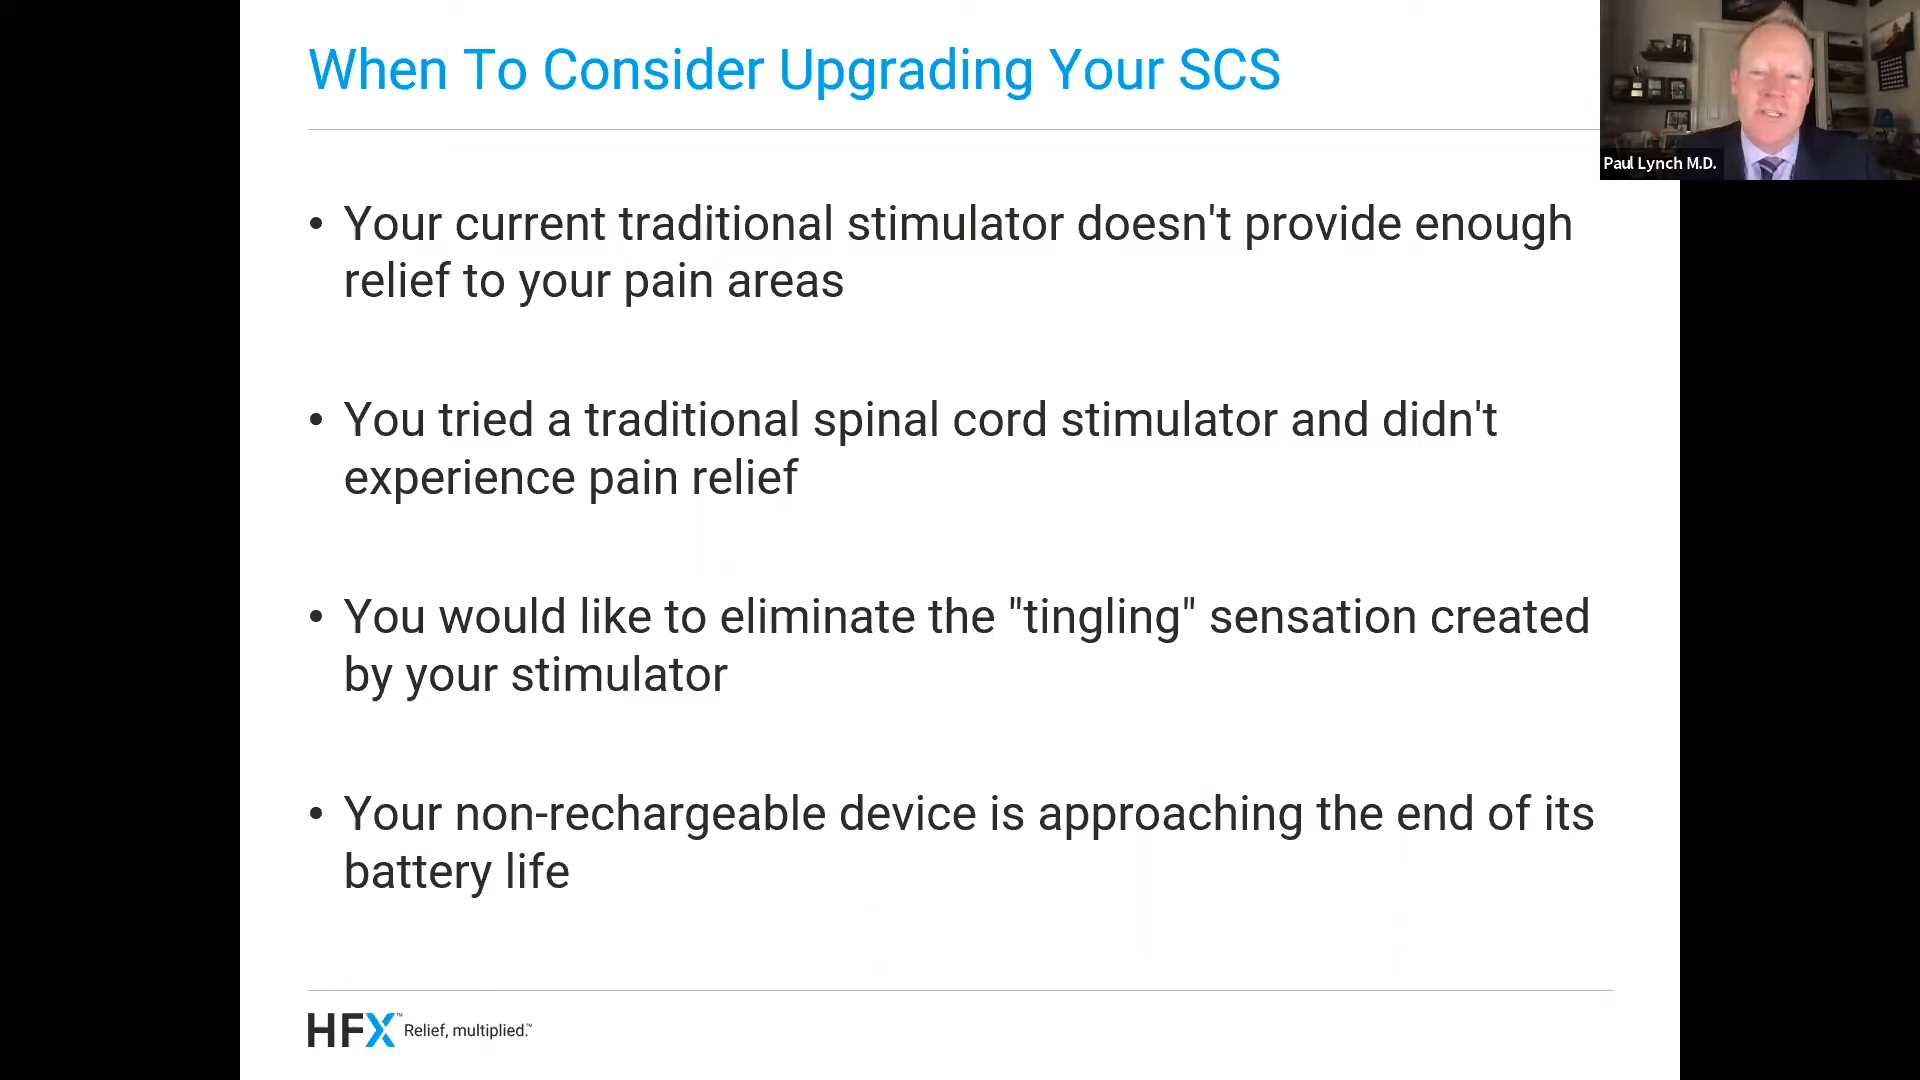 When To Consider Upgrading Your SCS
Paul Lynch M.D.
• Your current traditional stimulator doesn't provide enough
relief to your pain areas
• You tried a traditional spinal cord stimulator and didn't
experience pain relief
• You would like to eliminate the "tingling" sensation created
by your stimulator
• Your non-rechargeable device is approaching the end of its
battery life
HFX™ Relief, multiplied.™